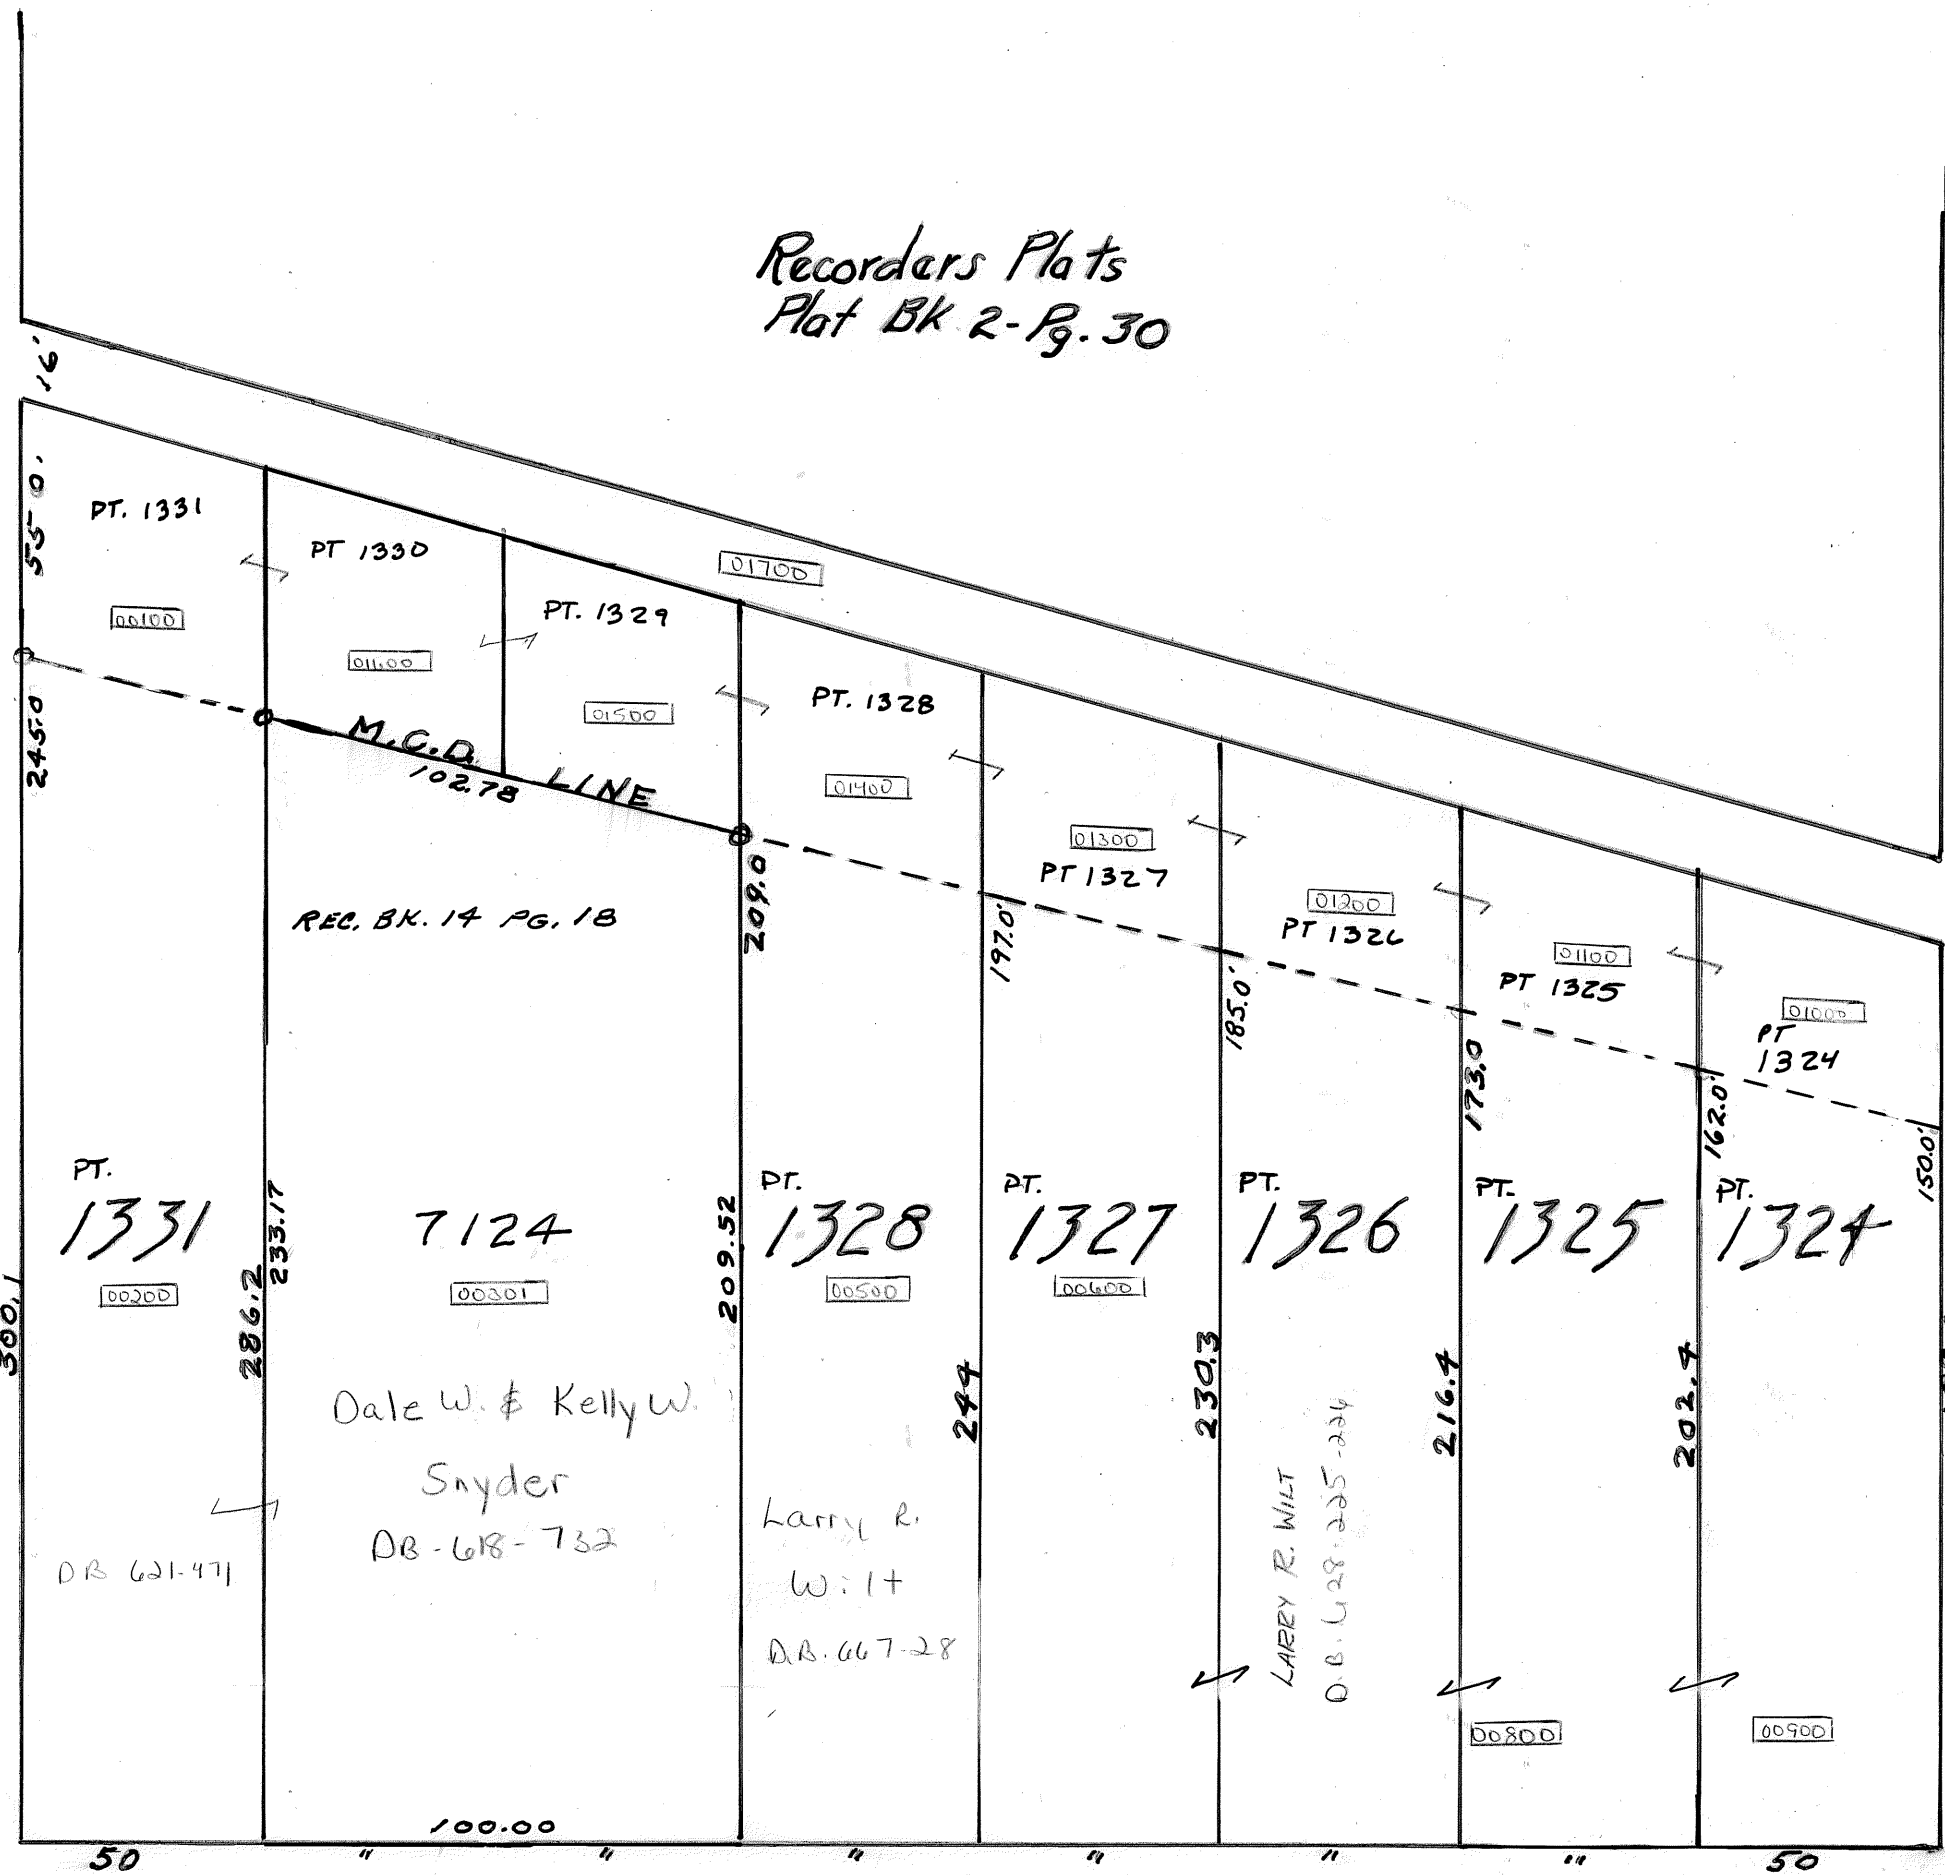 Recorders Plats
Plat BK 2-Pg. 30
16'
55 0.
245.0
PT. 1331
00100
PT 1330
01600
PT. 1329
01500
01700
PT. 1328
01400
01300
PT 1327
01200
PT 1326
01100
PT 1325
01000
PT
1324
M.C.D. LINE
102.78
REC. BK. 14 PG. 18
209.0
197.0'
185.0'
173.0
162.0'
150.0'
PT.
1331
00200
300.1
286.2
233.17
7124
00301
209.52
PT.
1328
00500
PT.
1327
00600
PT.
1326
PT.
1325
PT.
1324
244
230.3
216.4
202.4
Dale W. & Kelly W.
Snyder
DB-618-732
DB 621-471
Larry R.
Wilt
D.B. 667-28
LARRY R. WILT
D.B. 628-225-226
00800
00900
100.00
50 " " " " " " 50